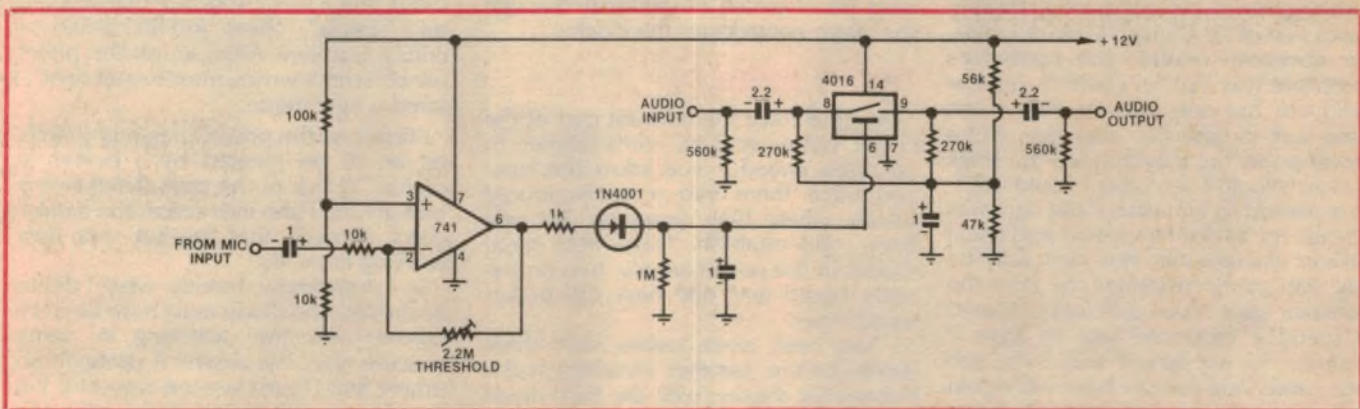 +12V
56k
4016
14
AUDIO
INPUT
2.2
+
-
8
9
2.2
+
-
AUDIO
OUTPUT
100k
560k
270k
6
7
270k
560k
1N4001
3
+
7
741
6
1k
1
+
-
47k
FROM MIC
INPUT
1
-
+
10k
2
-
4
1M
1
+
10k
2.2M
THRESHOLD